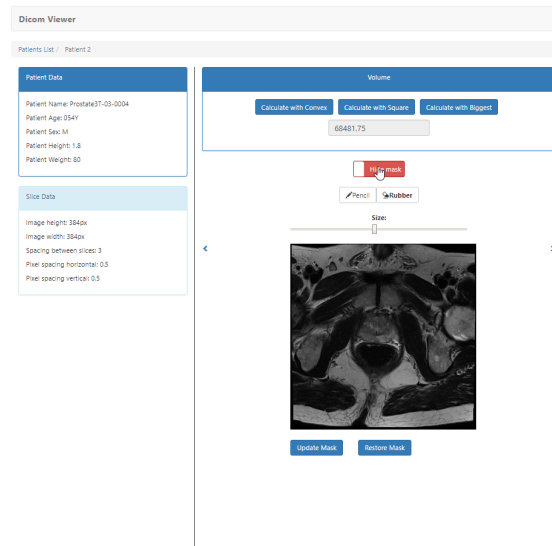 Dicom Viewer
Patients List / Patient 2
Patient Data
Patient Name: Prostate3T-03-0004
Patient Age: 054Y
Patient Sex: M
Patient Height: 1.8
Patient Weight: 80
Slice Data
Image height: 384px
Image width: 384px
Spacing between slices: 3
Pixel spacing horizontal: 0.5
Pixel spacing vertical: 0.5
Volume
Calculate with Convex Calculate with Square Calculate with Biggest
68481.75
Hide mask
Pencil Rubber
Size:
Update Mask Restore Mask